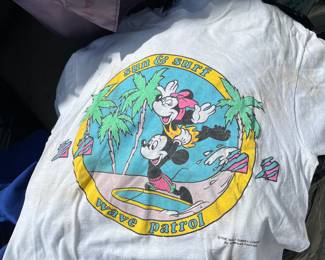 sun & surf
wave patrol